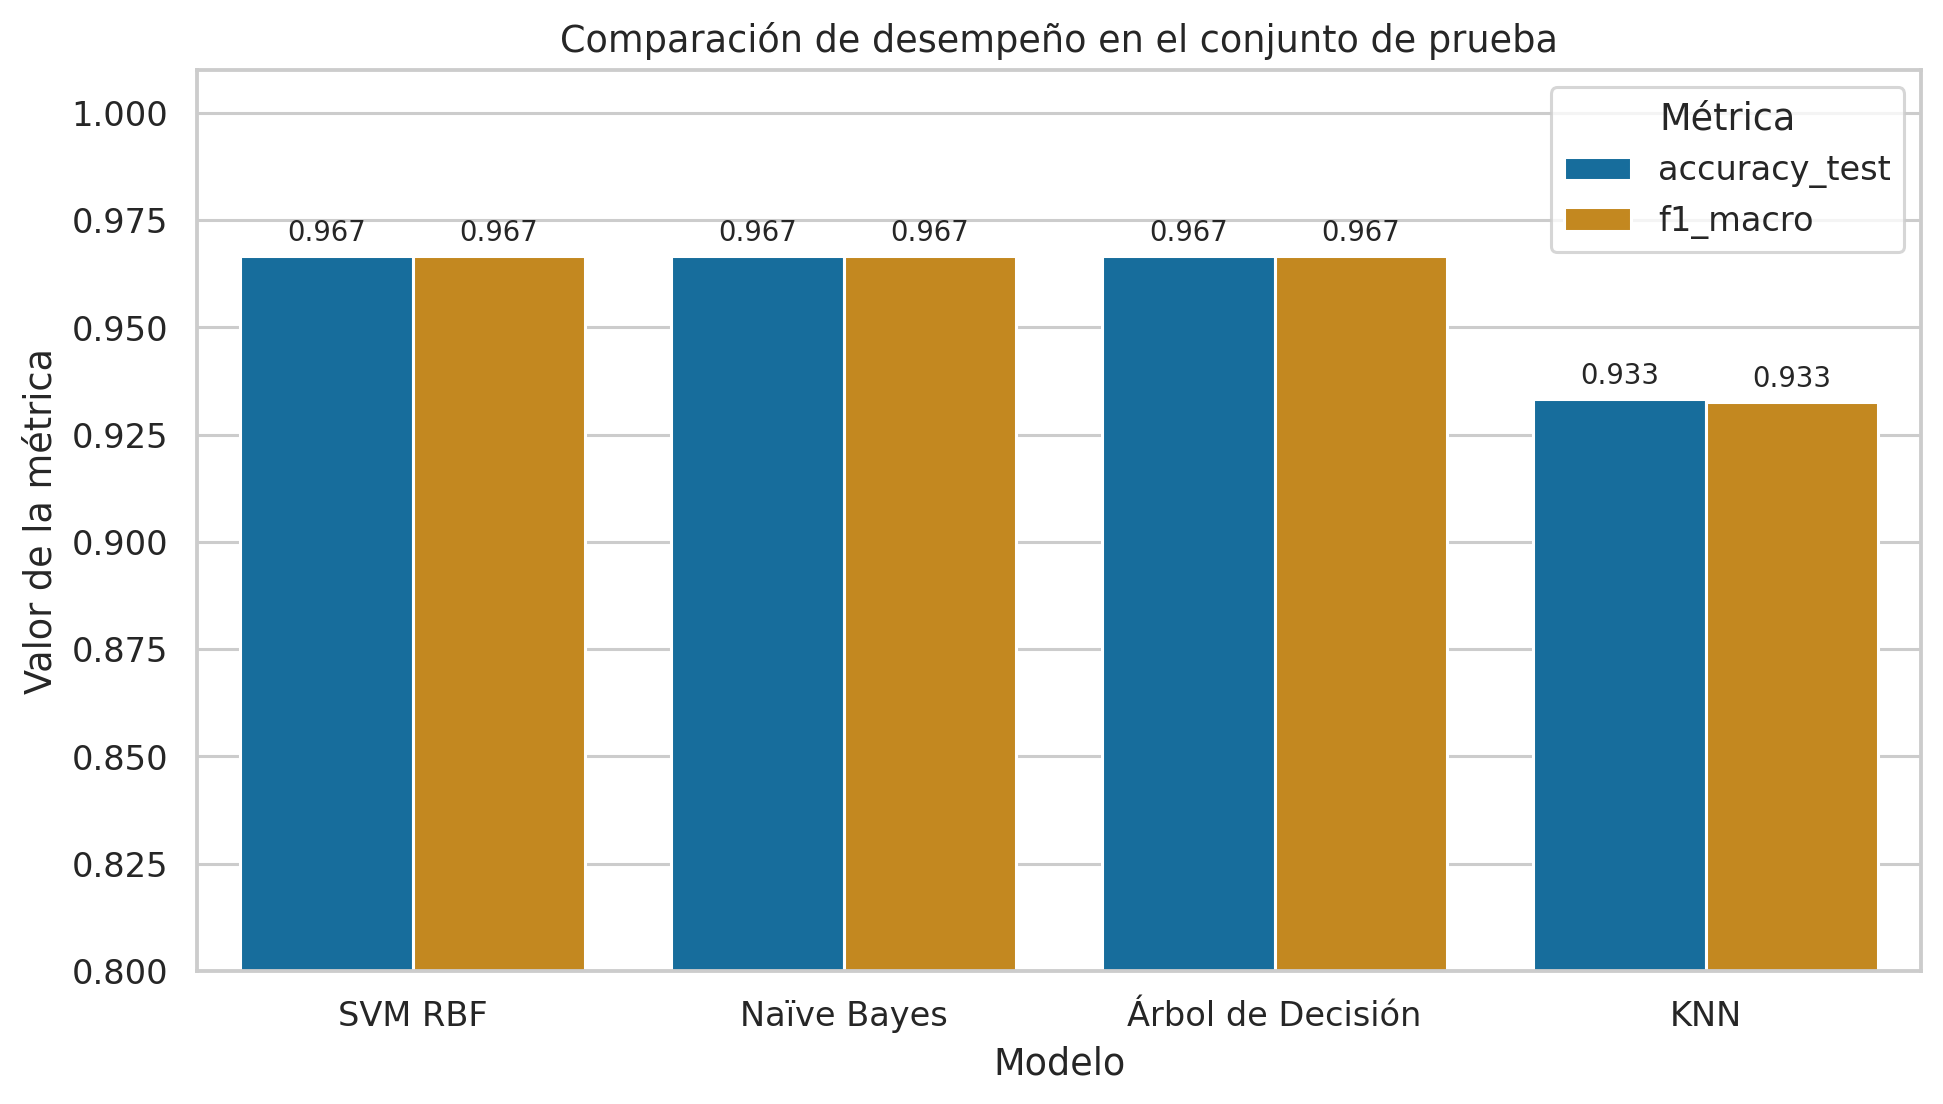 Comparación de desempeño en el conjunto de prueba
Valor de la métrica
1.000
0.975
0.950
0.925
0.900
0.875
0.850
0.825
0.800
Métrica
accuracy_test
f1_macro
0.967
0.967
0.967
0.967
0.967
0.967
0.933
0.933
SVM RBF
Naïve Bayes
Árbol de Decisión
KNN
Modelo